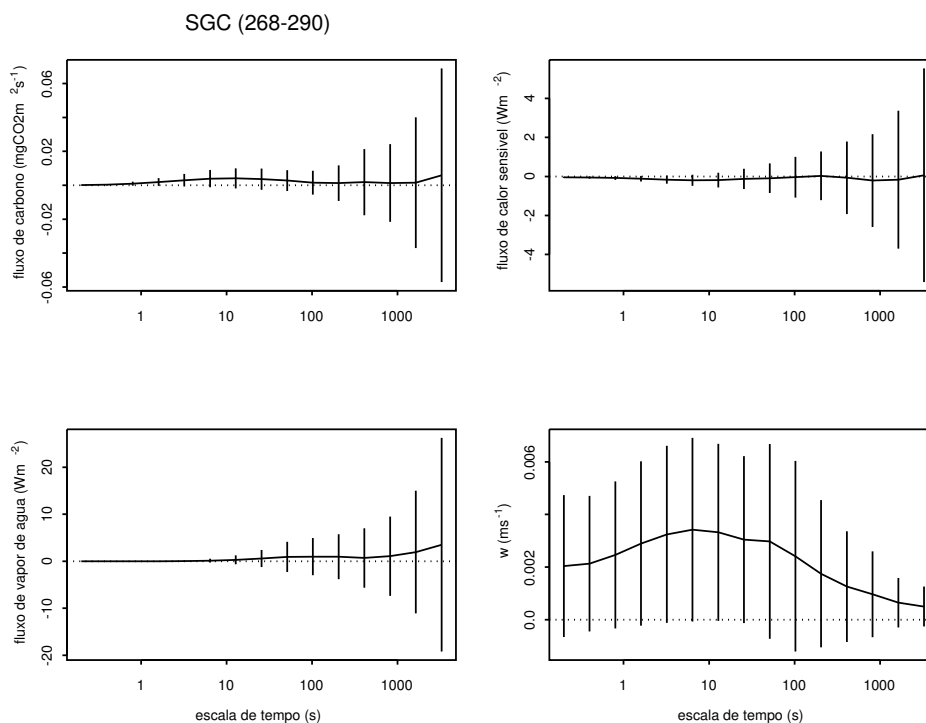 SGC (268-290)
fluxo de carbono (mgCO2m ²s⁻¹)
0.06
0.02
-0.02
-0.06
1 10 100 1000
fluxo de calor sensivel (Wm ⁻²)
4
2
0
-2
-4
1 10 100 1000
fluxo de vapor de agua (Wm ⁻²)
20
10
0
-10
-20
1 10 100 1000
escala de tempo (s)
w (ms⁻¹)
0.006
0.002
0.0
1 10 100 1000
escala de tempo (s)